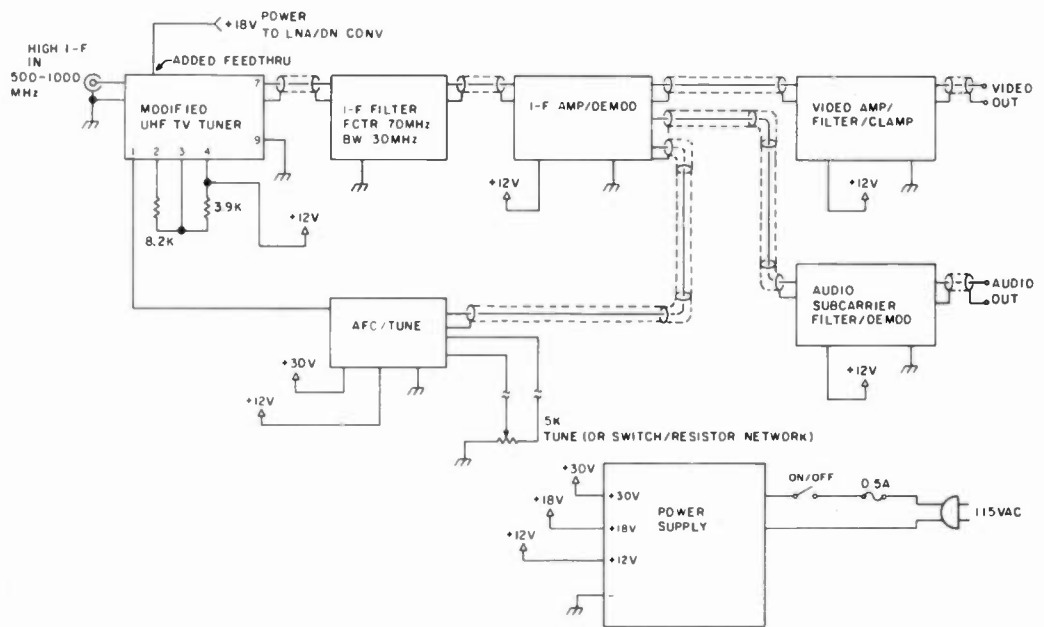 +18V POWER
TO LNA/DN CONV
HIGH I-F
IN
500-1000
MHz
ADDED FEEDTHRU
MODIFIED
UHF TV TUNER
7
9
1 2 3 4
8.2K
3.9K
+12V
I-F FILTER
FCTR 70MHz
BW 30MHz
I-F AMP/DEMOD
+12V
VIDEO AMP/
FILTER/CLAMP
+12V
VIDEO
OUT
AUDIO
SUBCARRIER
FILTER/DEMOD
+12V
AUDIO
OUT
AFC/TUNE
+30V
+12V
5K
TUNE (OR SWITCH/RESISTOR NETWORK)
+30V
+18V
+12V
+30V
+18V
+12V
-
POWER
SUPPLY
ON/OFF
0.5A
115VAC